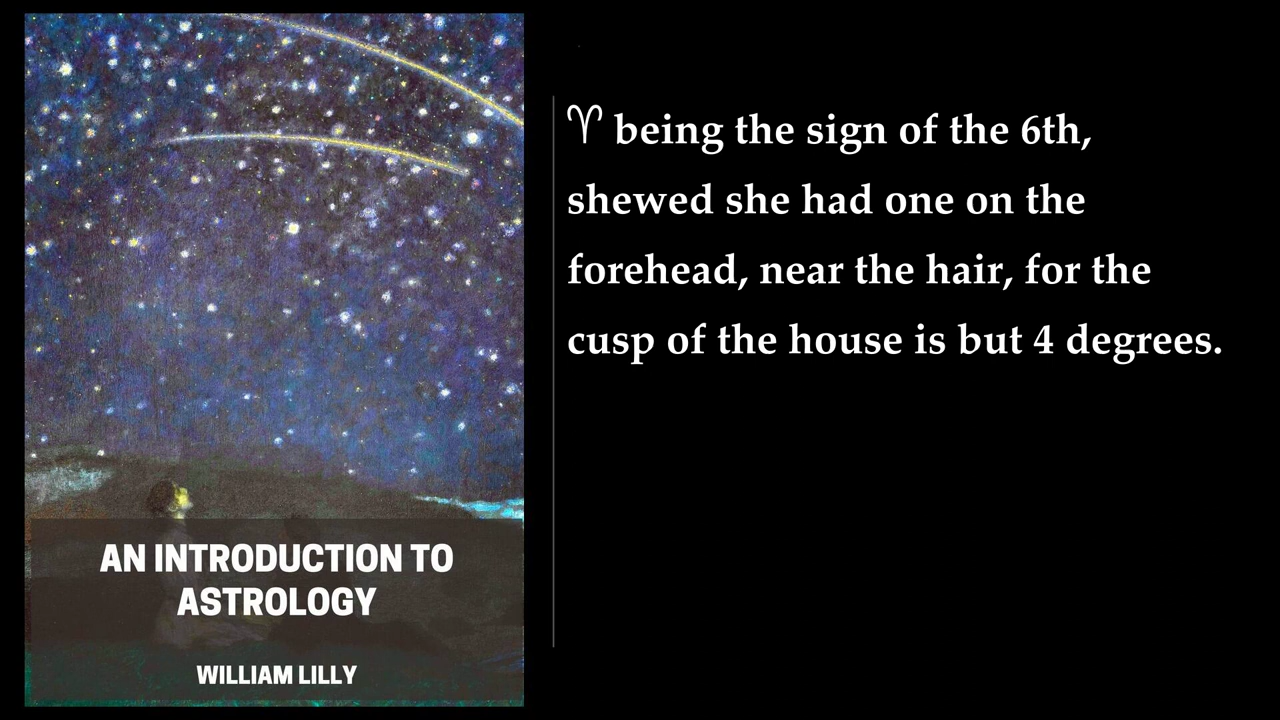 AN INTRODUCTION TO
ASTROLOGY
WILLIAM LILLY
♈ being the sign of the 6th,
shewed she had one on the
forehead, near the hair, for the
cusp of the house is but 4 degrees.